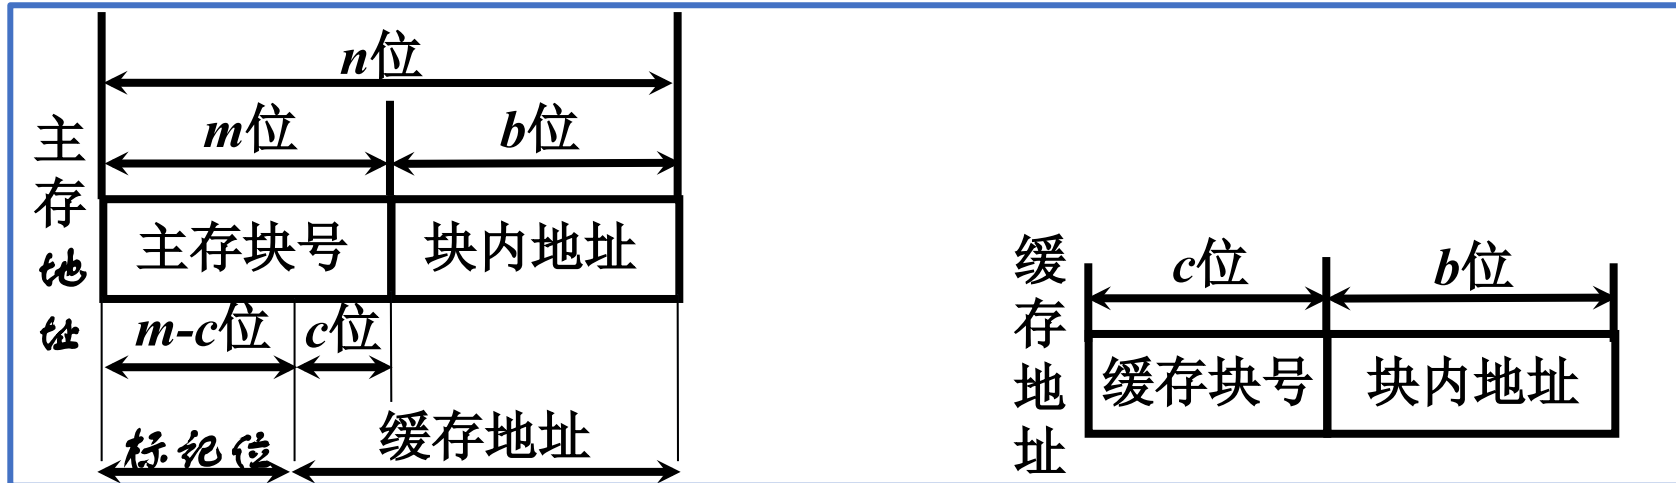 n位
m位
b位
主存地址
主存块号
块内地址
m-c位
c位
标记位
缓存地址
缓存地址
c位
b位
缓存块号
块内地址